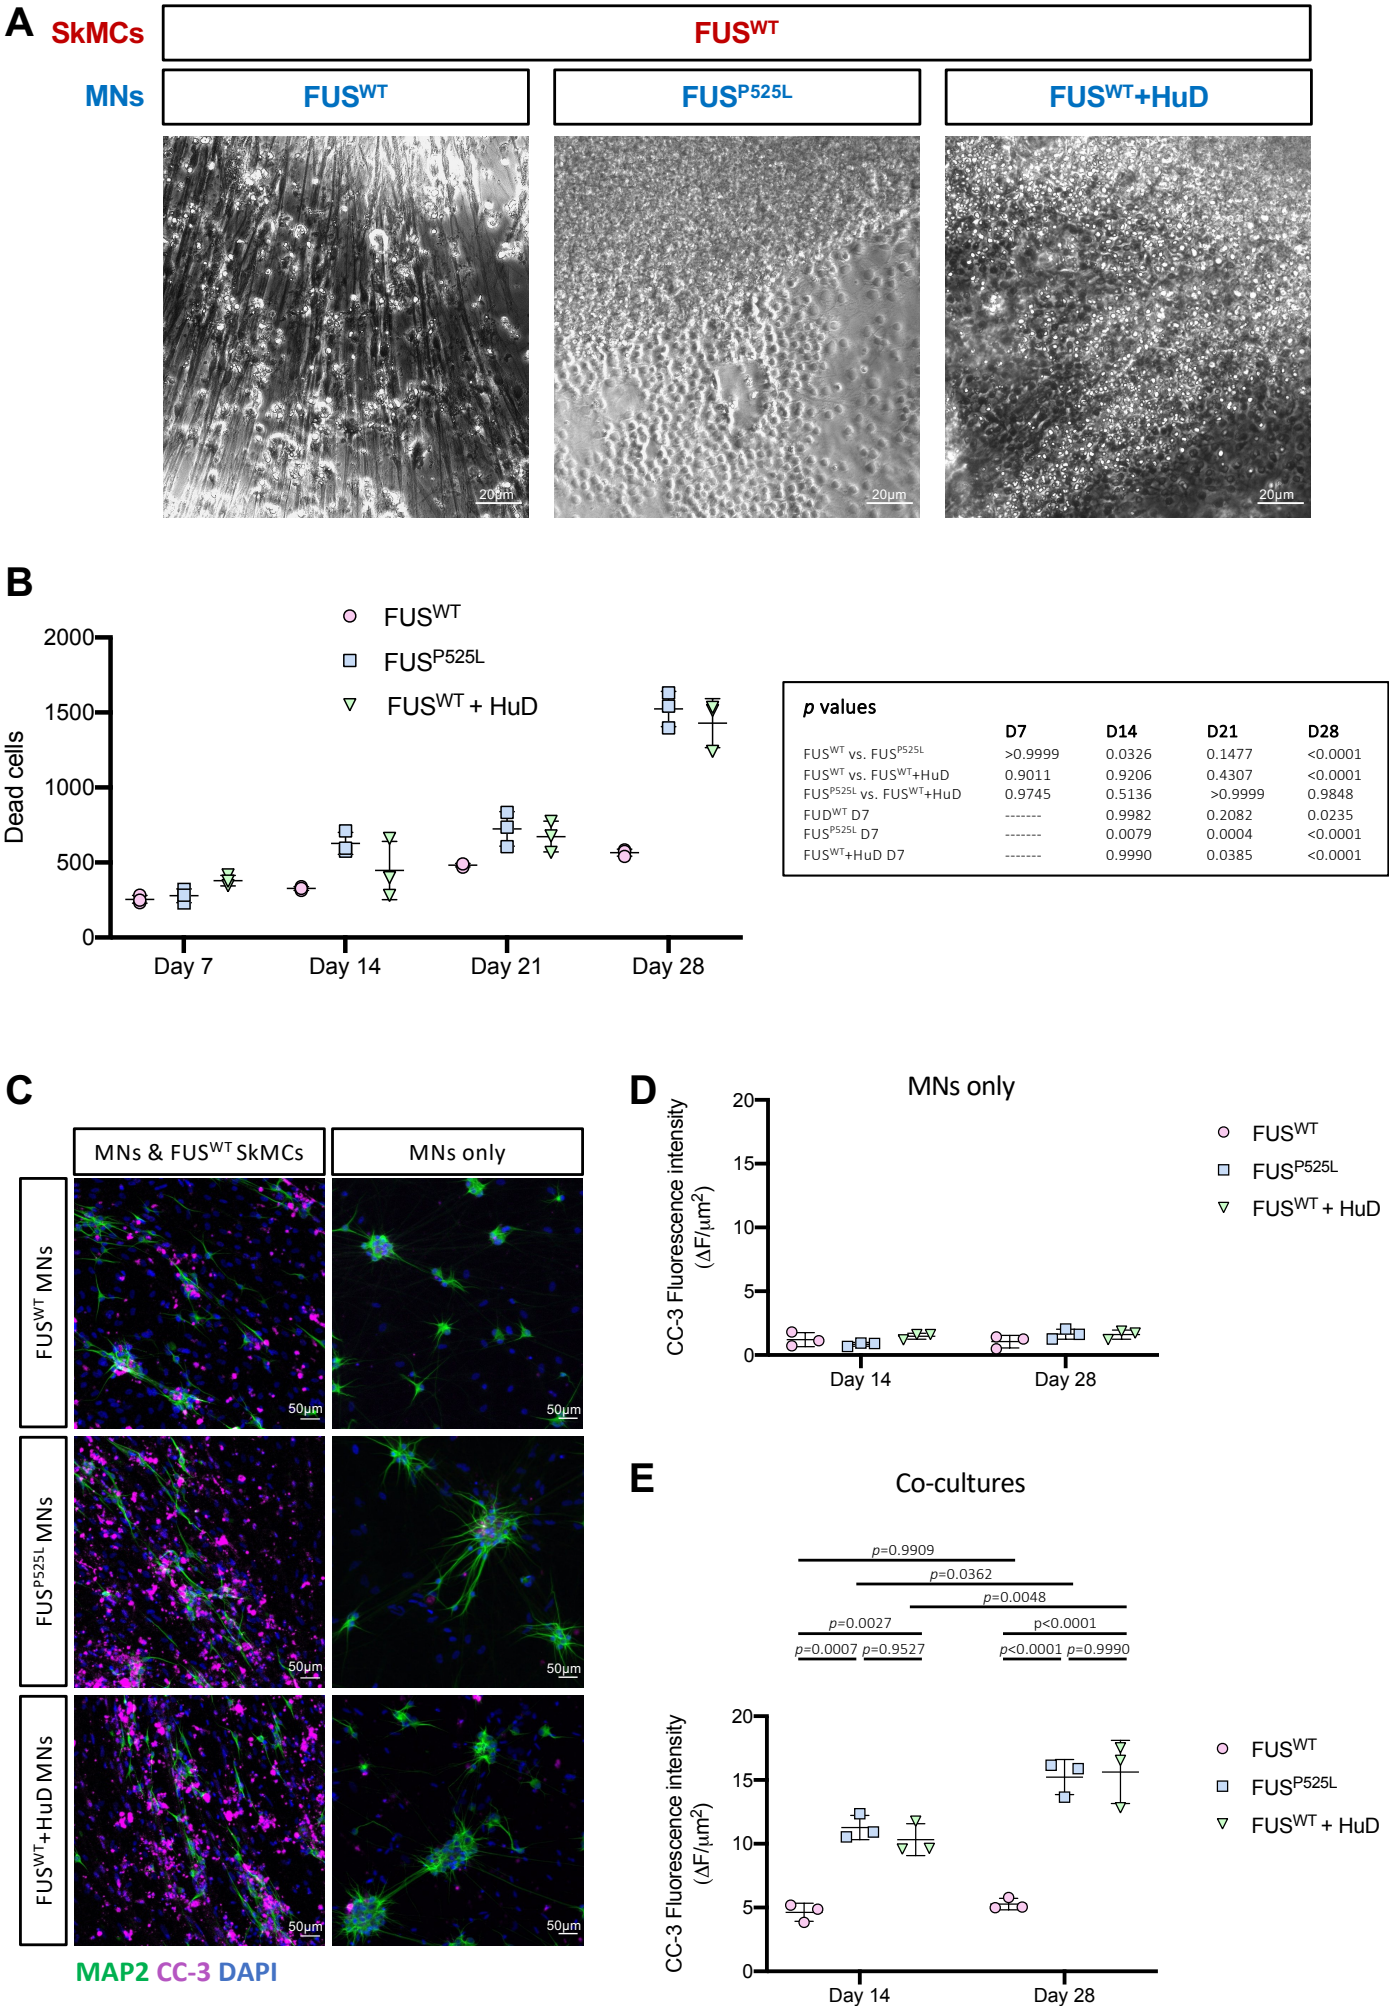 A
SkMCs
FUSWT
MNs
FUSWT
FUSP525L
FUSWT+HuD
20µm
20µm
20µm
B
FUSWT
FUSP525L
FUSWT + HuD
Dead cells
2000
1500
1000
500
0
Day 7
Day 14
Day 21
Day 28
p values
D7 D14 D21 D28
FUSWT vs. FUSP525L >0.9999 0.0326 0.1477 <0.0001
FUSWT vs. FUSWT+HuD 0.9011 0.9206 0.4307 <0.0001
FUSP525L vs. FUSWT+HuD 0.9745 0.5136 >0.9999 0.9848
FUDWT D7 ------- 0.9982 0.2082 0.0235
FUSP525L D7 ------- 0.0079 0.0004 <0.0001
FUSWT+HuD D7 ------- 0.9990 0.0385 <0.0001
C
MNs & FUSWT SkMCs
MNs only
FUSWT MNs
50µm
50µm
FUSP525L MNs
50µm
50µm
FUSWT+HuD MNs
50µm
50µm
MAP2 CC-3 DAPI
D
MNs only
CC-3 Fluorescence intensity
(ΔF/µm2)
20
15
10
5
0
Day 14
Day 28
FUSWT
FUSP525L
FUSWT + HuD
E
Co-cultures
p=0.9909
p=0.0362
p=0.0048
p=0.0027
p<0.0001
p=0.0007
p=0.9527
p<0.0001
p=0.9990
CC-3 Fluorescence intensity
(ΔF/µm2)
20
15
10
5
0
Day 14
Day 28
FUSWT
FUSP525L
FUSWT + HuD